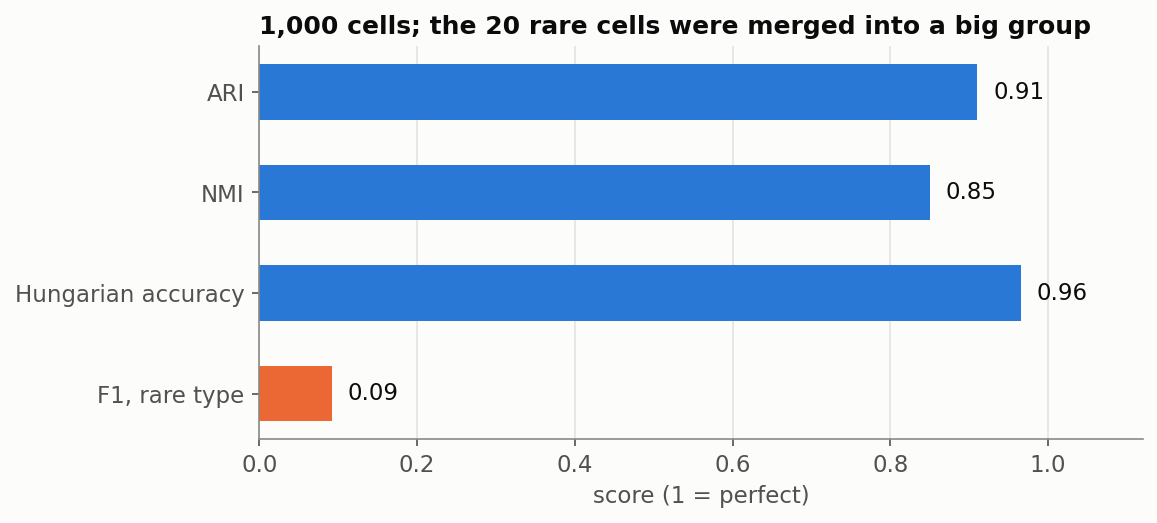 1,000 cells; the 20 rare cells were merged into a big group
ARI 0.91
NMI 0.85
Hungarian accuracy 0.96
F1, rare type 0.09
0.0 0.2 0.4 0.6 0.8 1.0
score (1 = perfect)